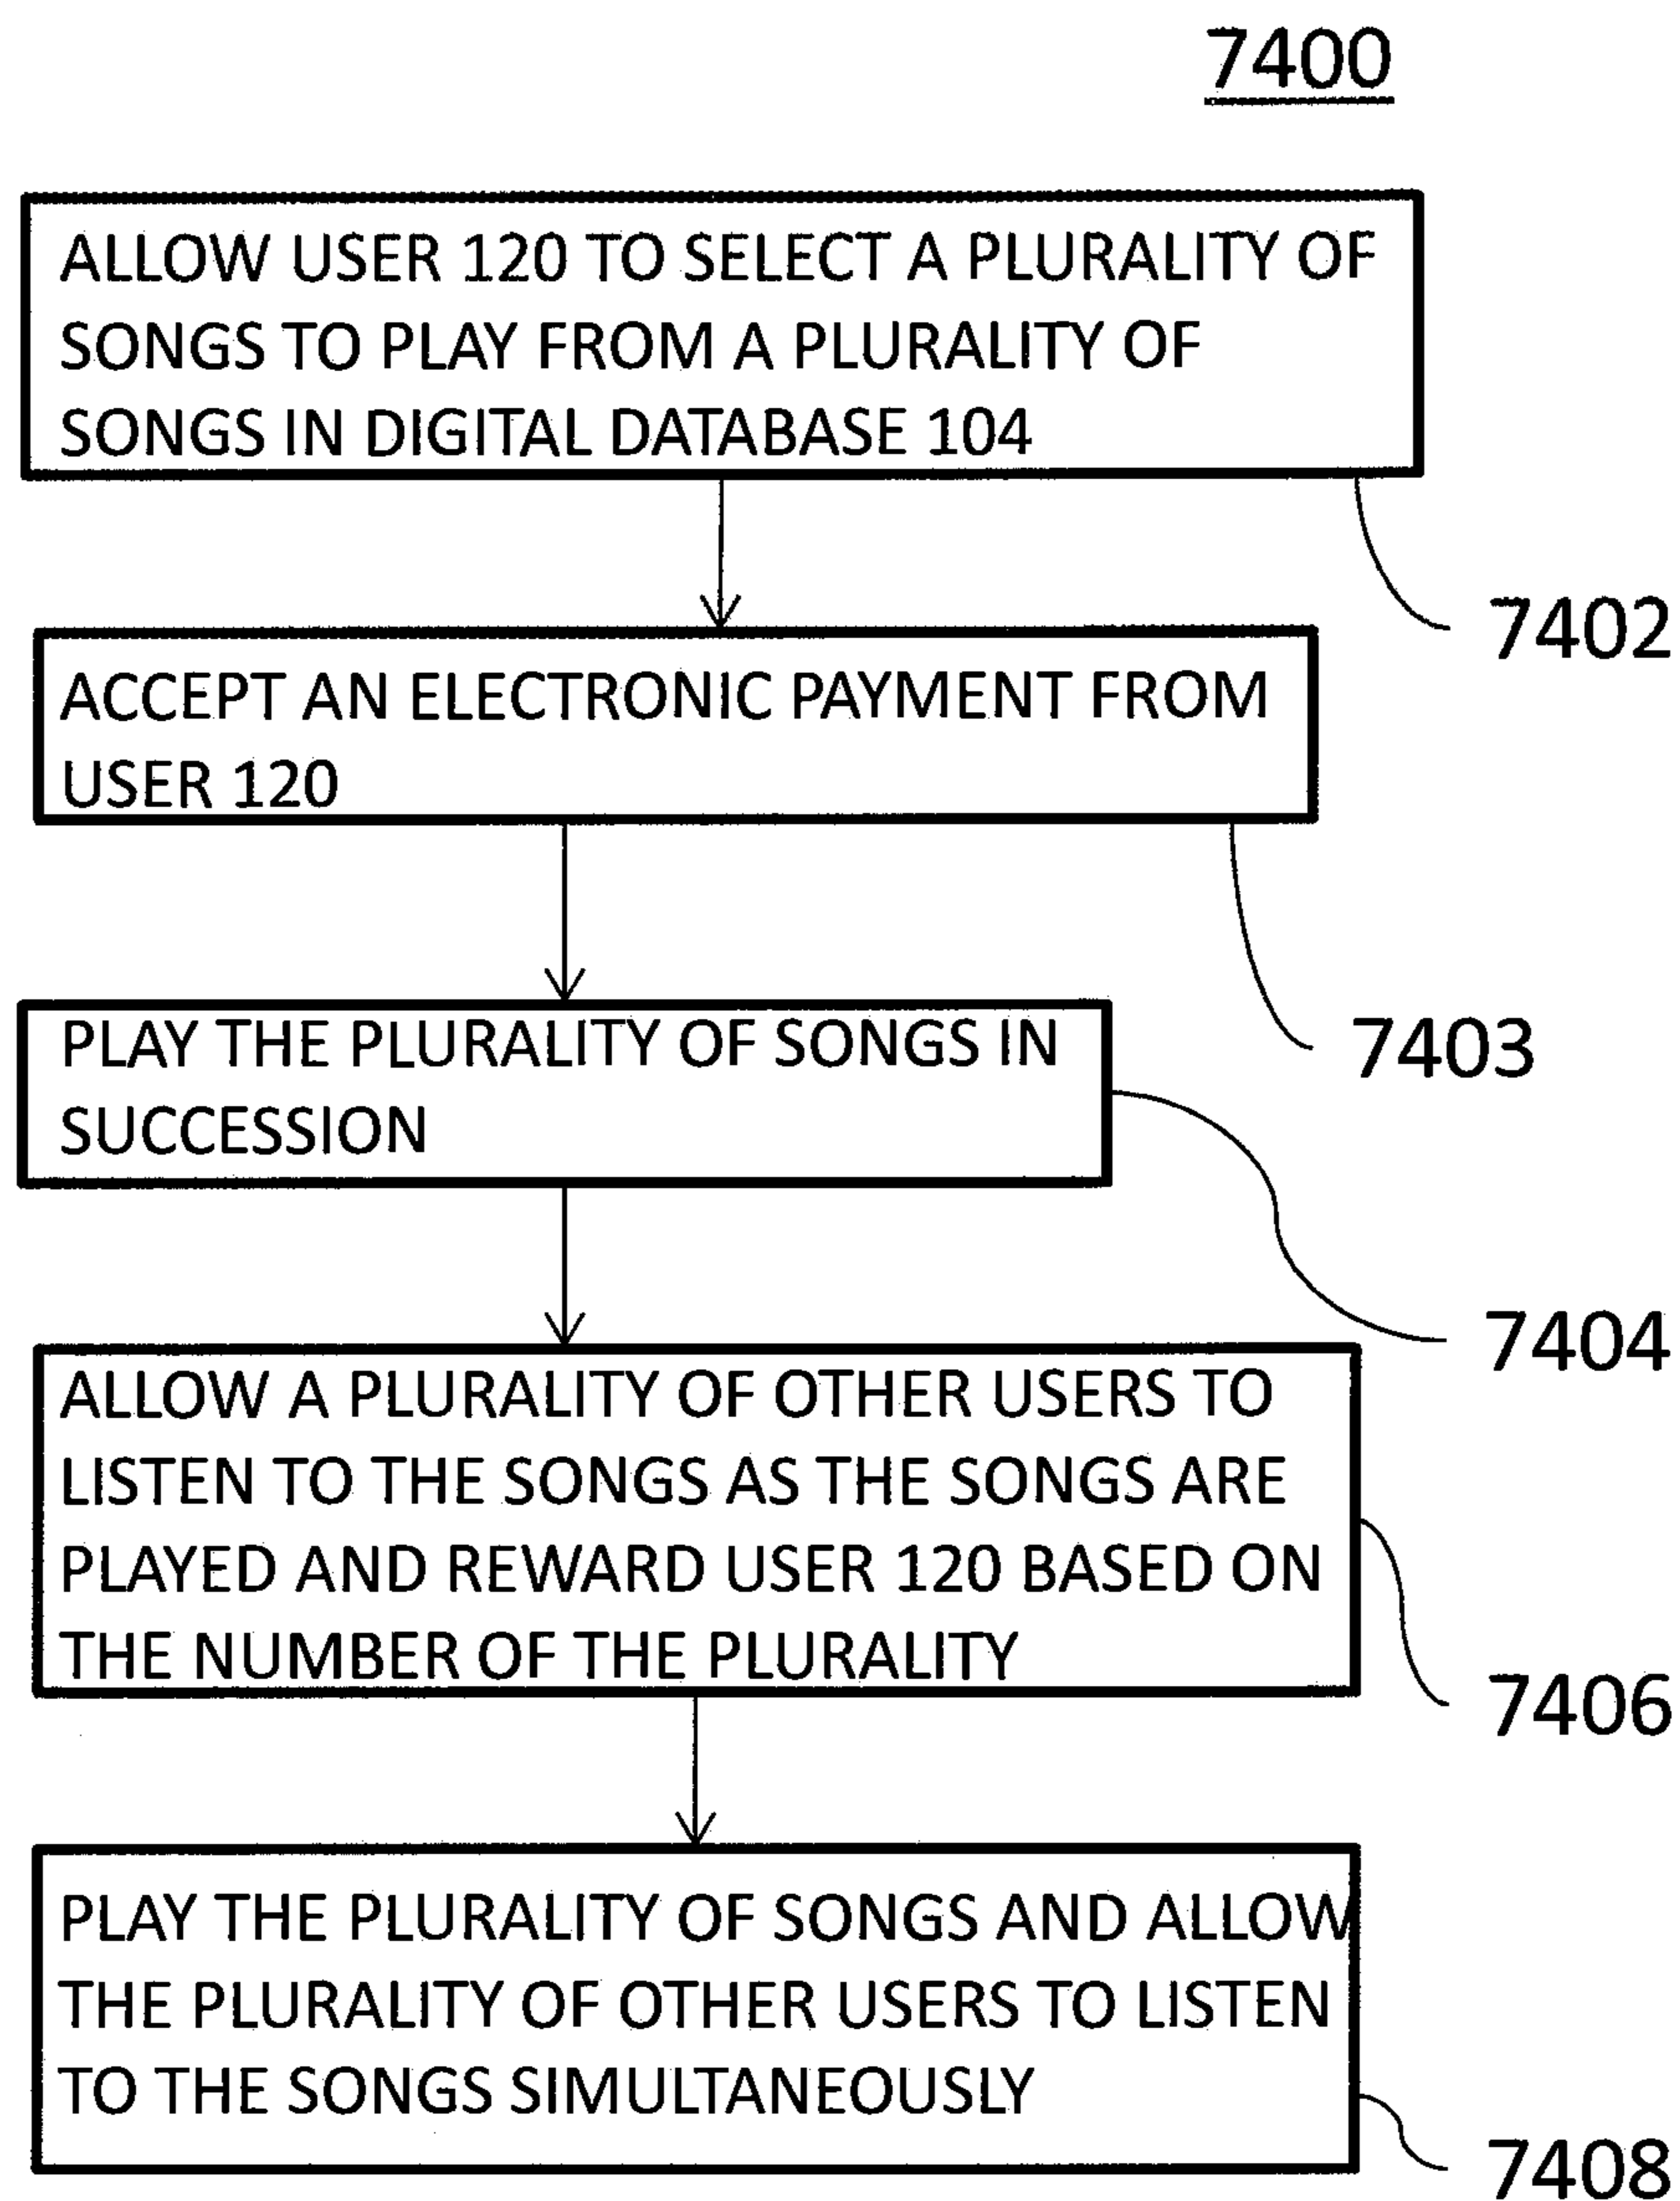 7400
ALLOW USER 120 TO SELECT A PLURALITY OF
SONGS TO PLAY FROM A PLURALITY OF
SONGS IN DIGITAL DATABASE 104
7402
ACCEPT AN ELECTRONIC PAYMENT FROM
USER 120
7403
PLAY THE PLURALITY OF SONGS IN
SUCCESSION
7404
ALLOW A PLURALITY OF OTHER USERS TO
LISTEN TO THE SONGS AS THE SONGS ARE
PLAYED AND REWARD USER 120 BASED ON
THE NUMBER OF THE PLURALITY
7406
PLAY THE PLURALITY OF SONGS AND ALLOW
THE PLURALITY OF OTHER USERS TO LISTEN
TO THE SONGS SIMULTANEOUSLY
7408